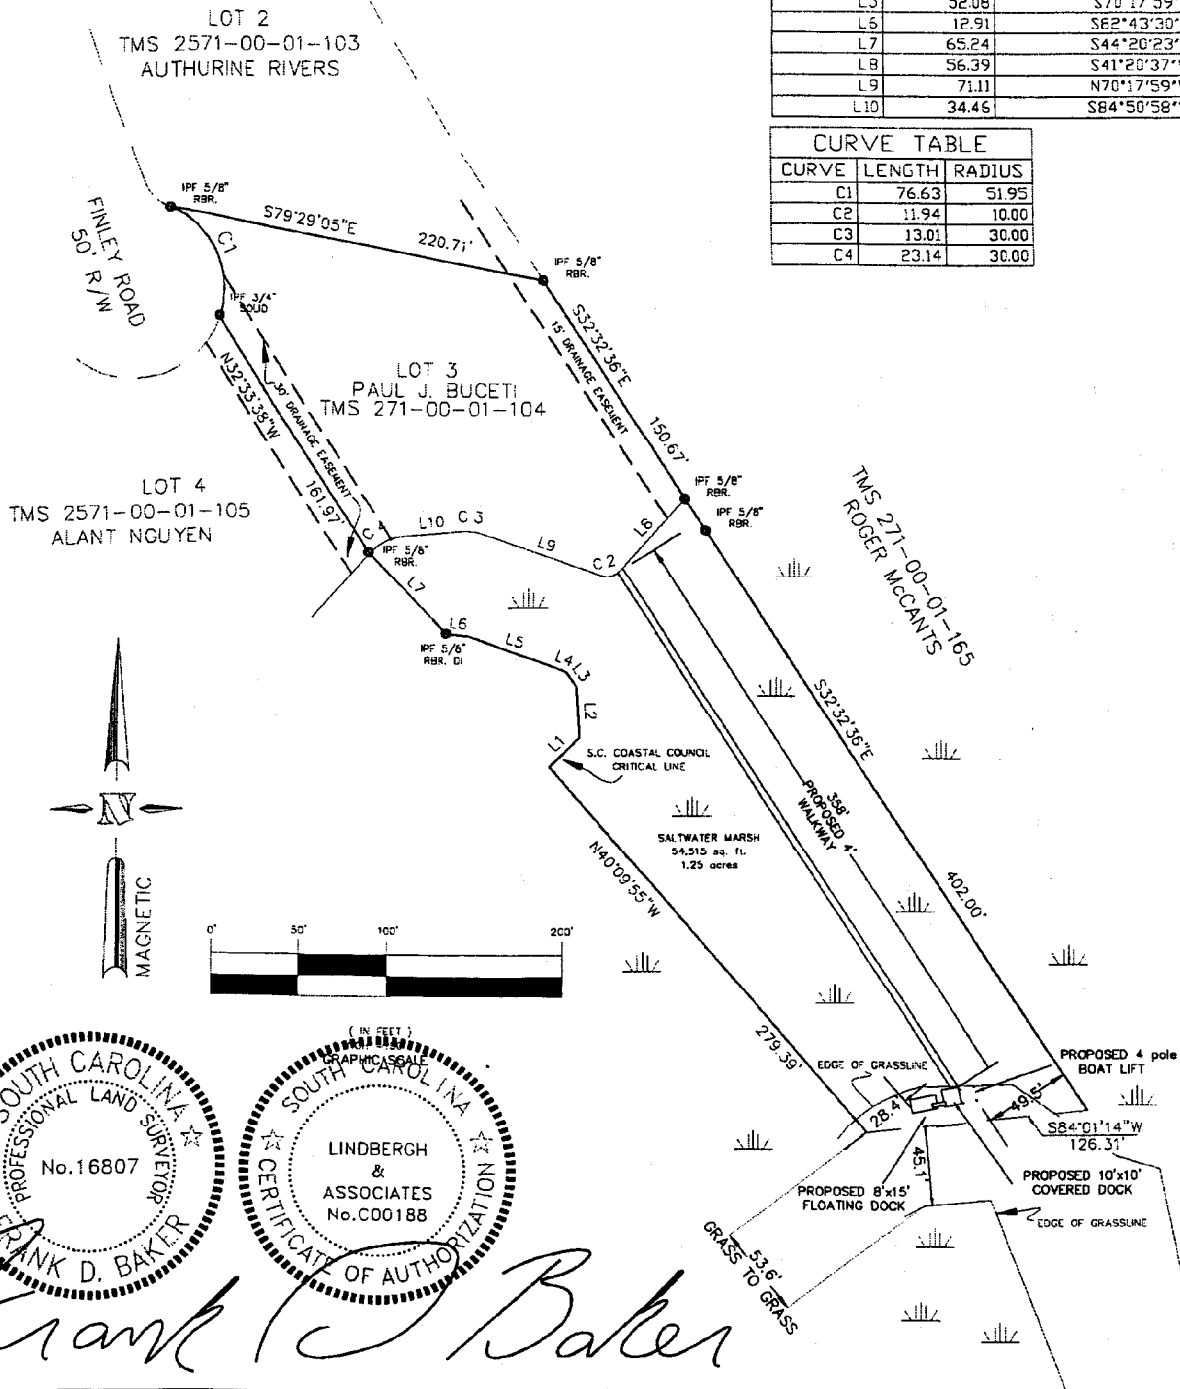 LOT 2
TMS 2571-00-01-103
AUTHURINE RIVERS
L5 52.08 S70°17'59"
L6 12.91 S82°43'30"
L7 65.24 S44°20'23"
L8 56.39 S41°20'37"
L9 71.11 N70°17'59"
L10 34.46 S84°50'58"
CURVE TABLE
CURVE LENGTH RADIUS
C1 76.63 51.95
C2 11.94 10.00
C3 13.01 30.00
C4 23.14 30.00
IPF 5/8"
RBR.
S79°29'05"E
220.71'
C1
FINLEY ROAD
50' R/W
IPF 5/8"
RBR.
IPF 3/4"
SOLID
S32°32'36"E
15' DRAINAGE EASEMENT
150.67'
LOT 3
PAUL J. BUCETI
TMS 271-00-01-104
N32°33'38"W
30' DRAINAGE EASEMENT
161.97'
LOT 4
TMS 2571-00-01-105
ALANT NGUYEN
IPF 5/8"
RBR.
IPF 5/8"
RBR.
TMS 271-00-01-165
ROGER McCANTS
C 4
L10
C 3
L9
C 2
L8
IPF 5/8"
RBR.
L7
L6
IPF 5/8"
RBR. DI
L5
L4
L3
L2
L1
S.C. COASTAL COUNCIL
CRITICAL LINE
S32°32'36"E
402.00'
358'
PROPOSED 4'
WALKWAY
SALTWATER MARSH
54,515 sq. ft.
1.25 acres
N40°09'55"W
279.39'
N
MAGNETIC
0' 50' 100' 200'
( IN FEET )
GRAPHIC SCALE
SOUTH CAROLINA
PROFESSIONAL LAND SURVEYOR
No.16807
FRANK D. BAKER
SOUTH CAROLINA
LINDBERGH
&
ASSOCIATES
No.C00188
CERTIFICATE OF AUTHORIZATION
Frank D Baker
EDGE OF GRASSLINE
28.4'
49.5'
PROPOSED 4 pole
BOAT LIFT
S84°01'14"W
126.31'
45.1'
PROPOSED 8'x15'
FLOATING DOCK
PROPOSED 10'x10'
COVERED DOCK
EDGE OF GRASSLINE
53.6'
GRASS TO GRASS